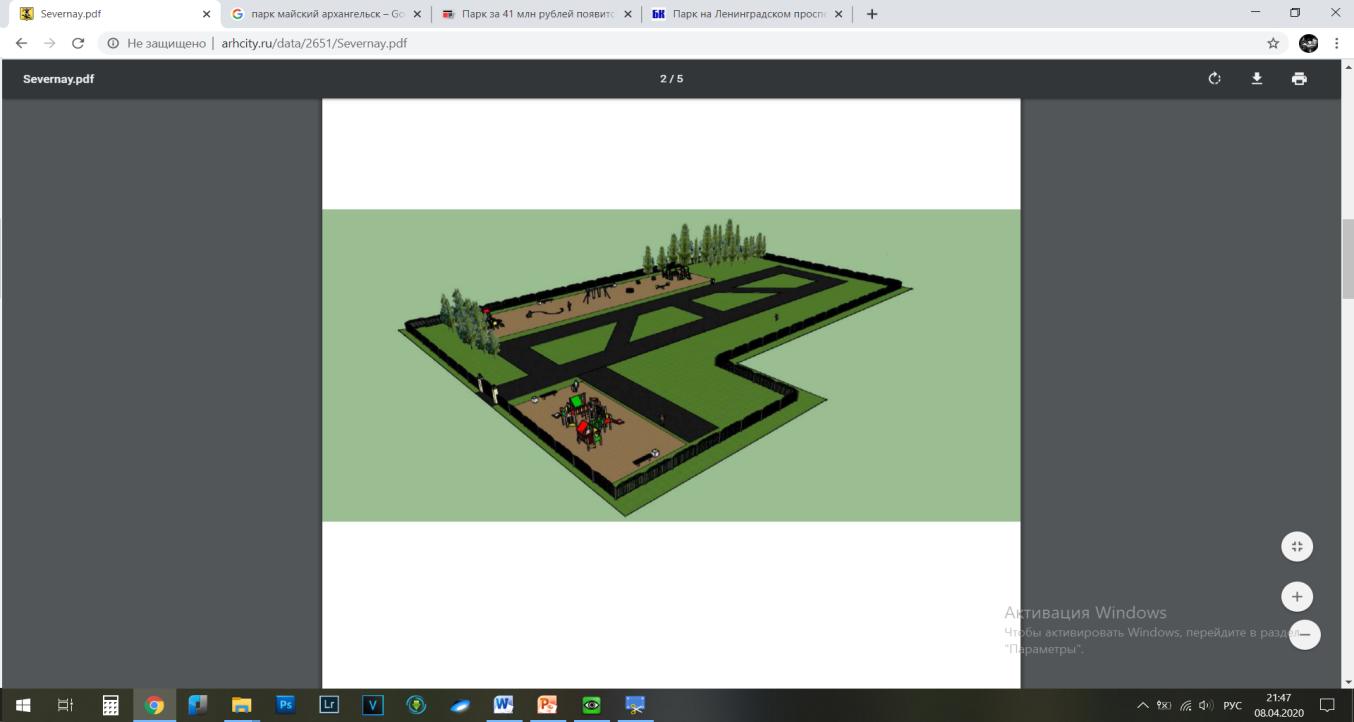 Severnay.pdf
парк майский архангельск – Go
Парк за 41 млн рублей появитс
БК Парк на Ленинградском проспе
Не защищено | arhcity.ru/data/2651/Severnay.pdf
Severnay.pdf
2 / 5
Активация Windows
Чтобы активировать Windows, перейдите в раздел
"Параметры".
Ps
Lr
V
W
P
РУС
21:47
08.04.2020